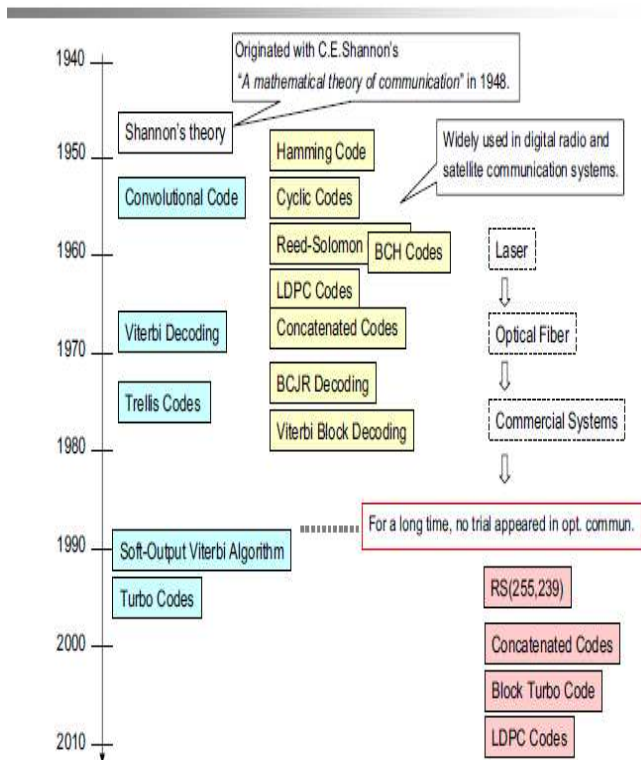 1940
Originated with C.E.Shannon's
"A mathematical theory of communication" in 1948.
Shannon's theory
Hamming Code
Widely used in digital radio and
satellite communication systems.
1950
Convolutional Code
Cyclic Codes
Reed-Solomon
BCH Codes
Laser
1960
LDPC Codes
Viterbi Decoding
Concatenated Codes
Optical Fiber
1970
BCJR Decoding
Trellis Codes
Commercial Systems
Viterbi Block Decoding
1980
For a long time, no trial appeared in opt. commun.
1990
Soft-Output Viterbi Algorithm
RS(255,239)
Turbo Codes
2000
Concatenated Codes
Block Turbo Code
LDPC Codes
2010